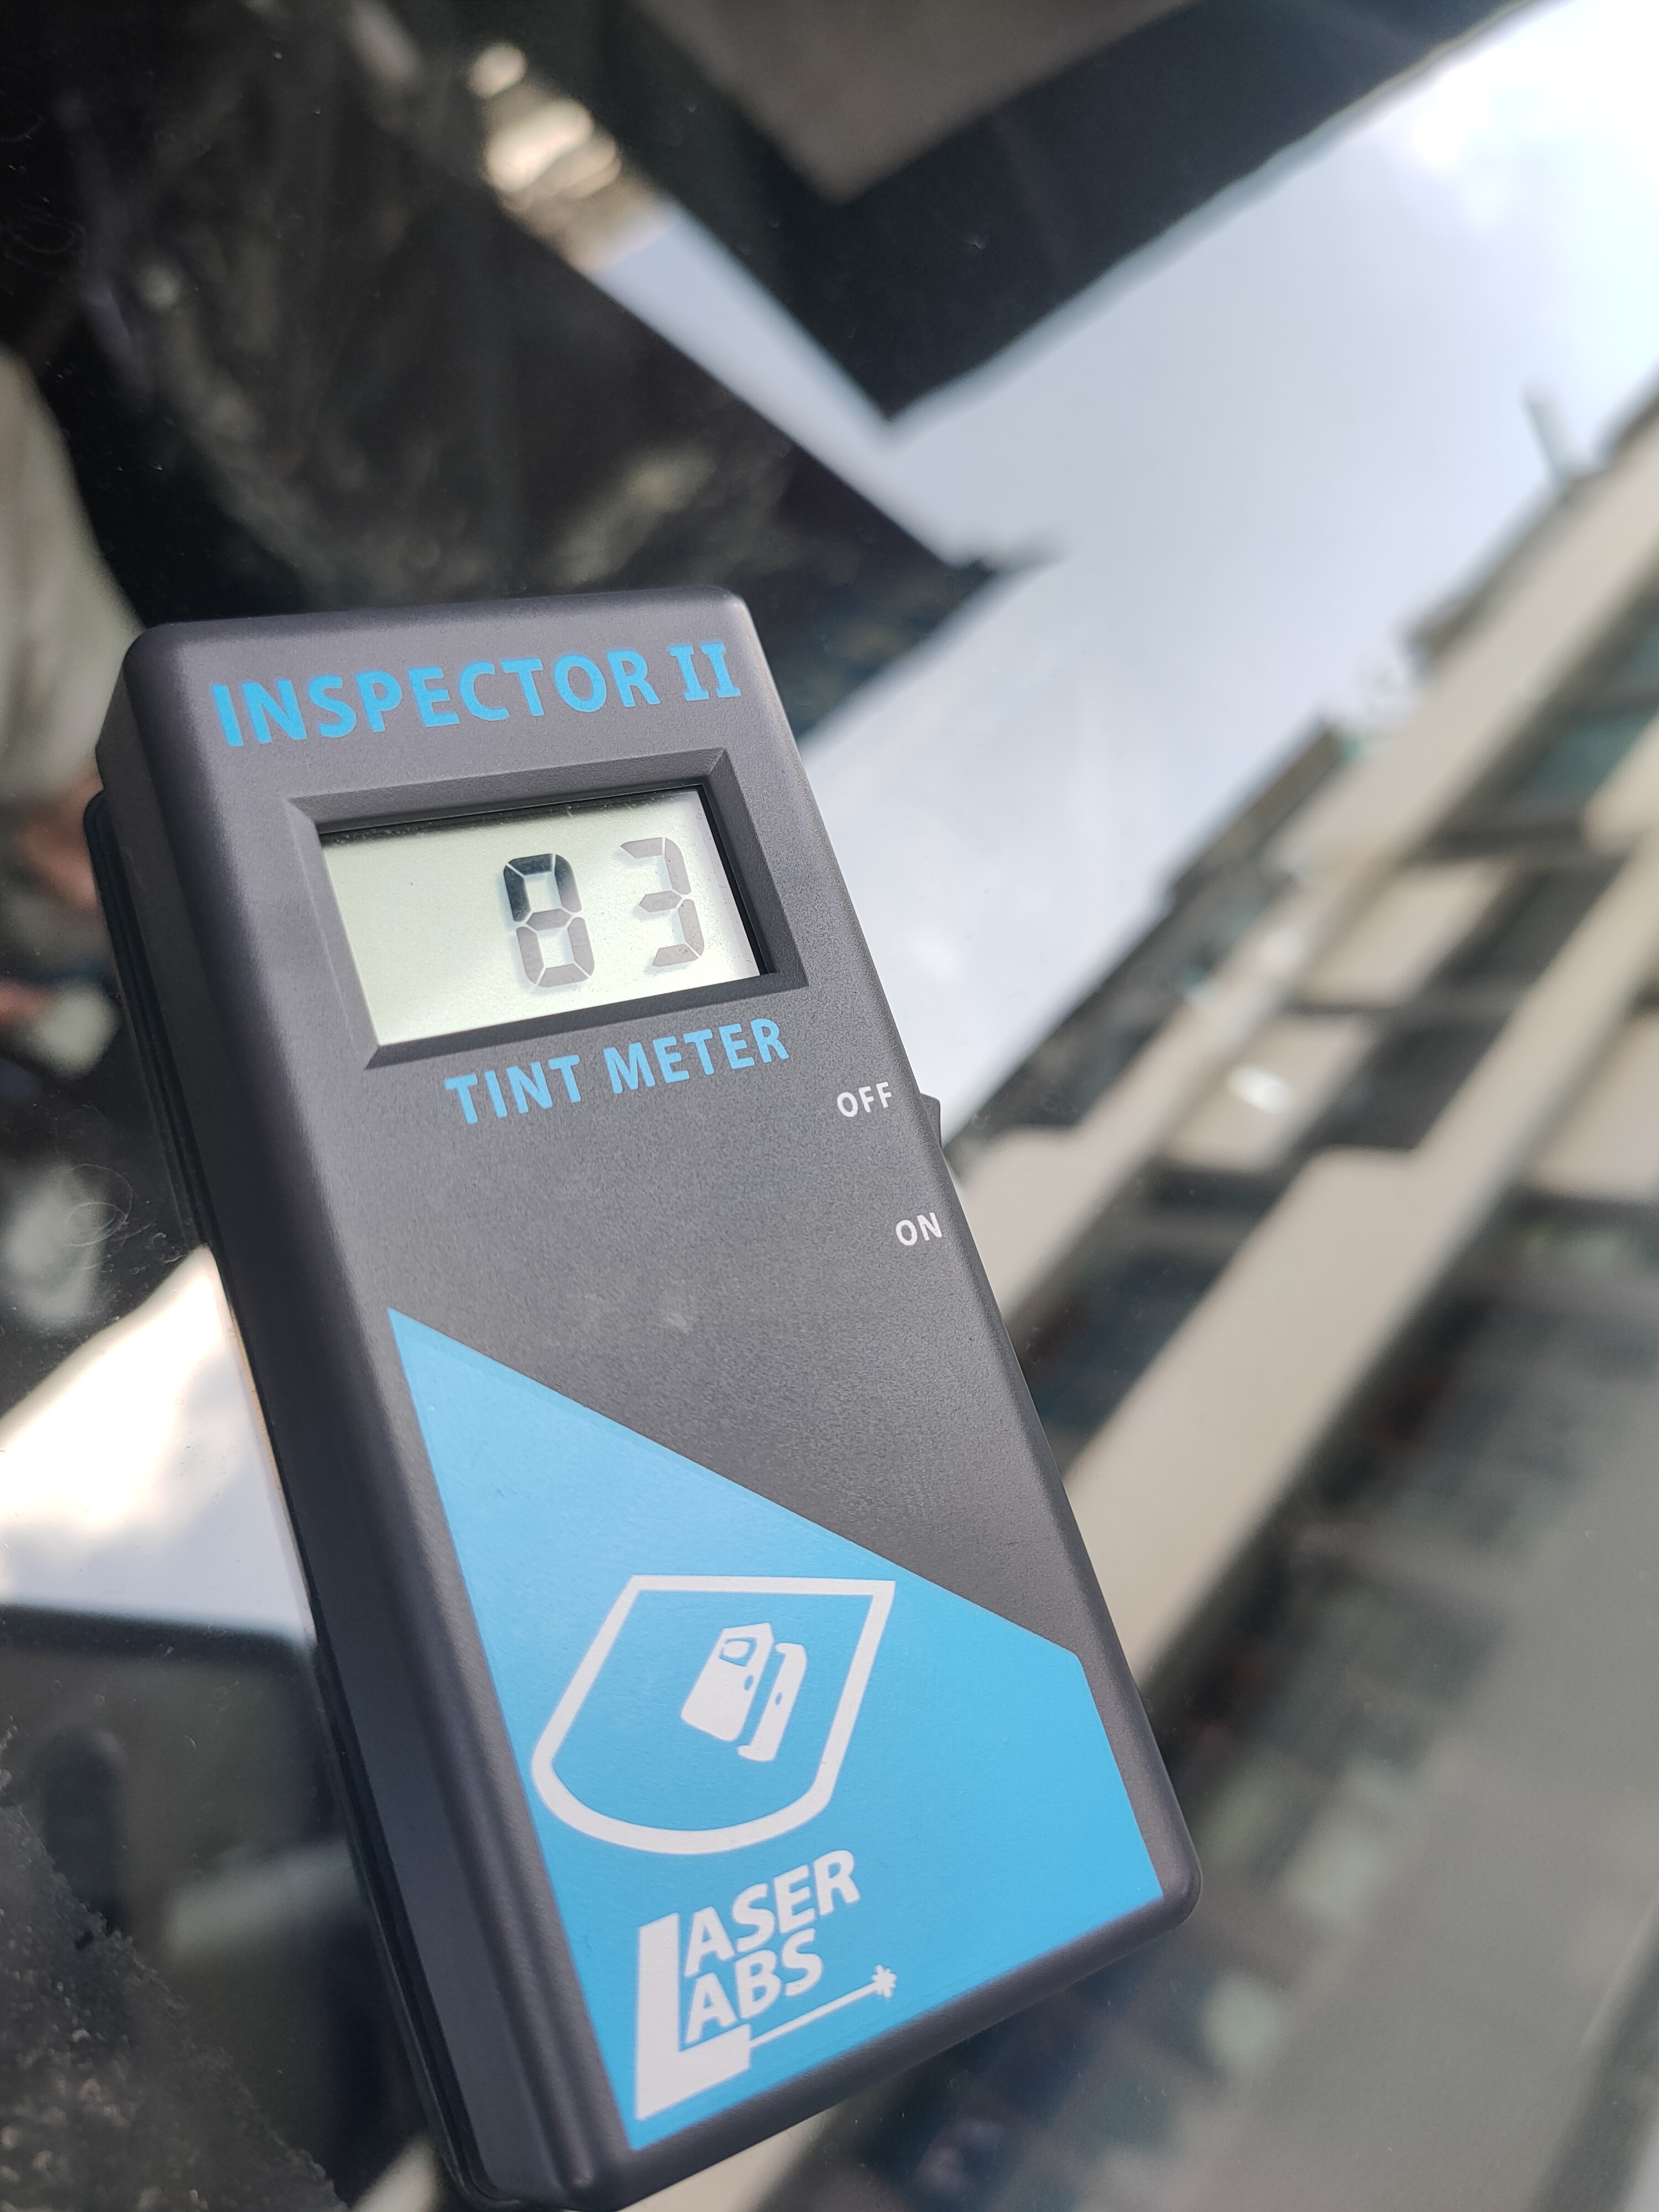 INSPECTOR II
83
TINT METER
OFF
ON
LASER
LABS